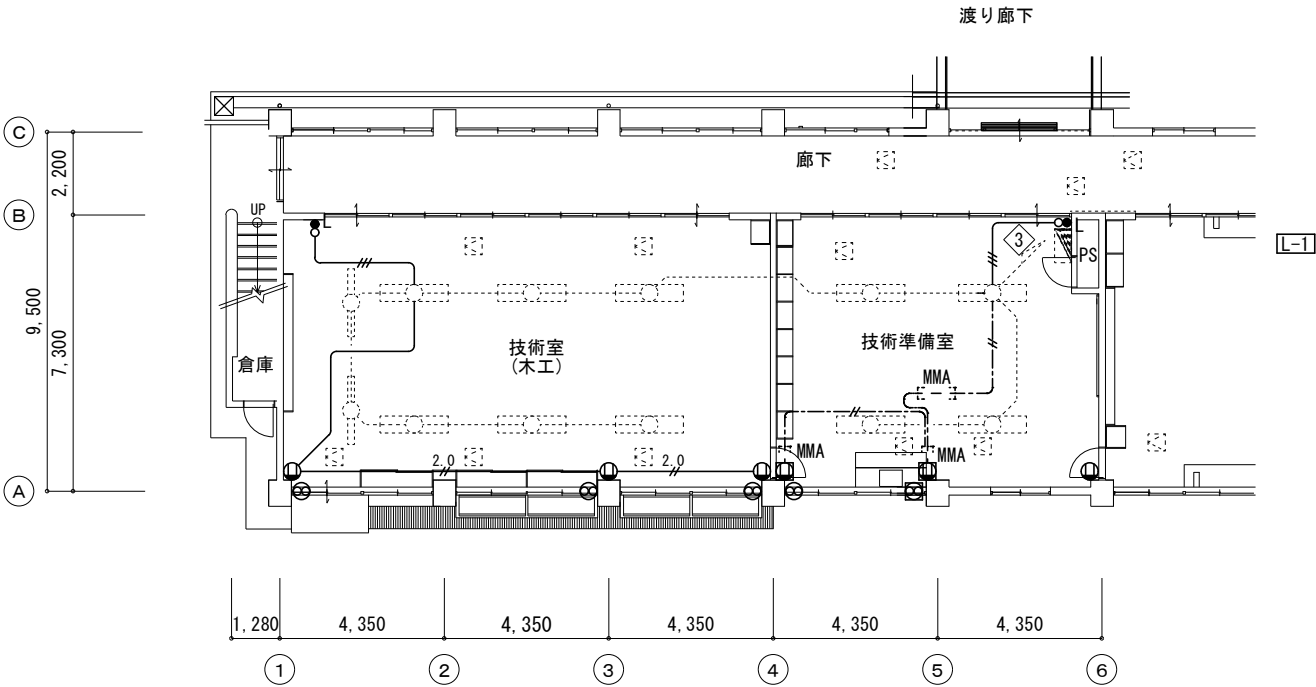 渡り廊下
C
2,200
廊下
B
UP
L
L
3
PS
L-1
9,500
7,300
倉庫
技術室
(木工)
技術準備室
MMA
MMA
MMA
2.0
2.0
A
1,280
4,350
4,350
4,350
4,350
4,350
1
2
3
4
5
6